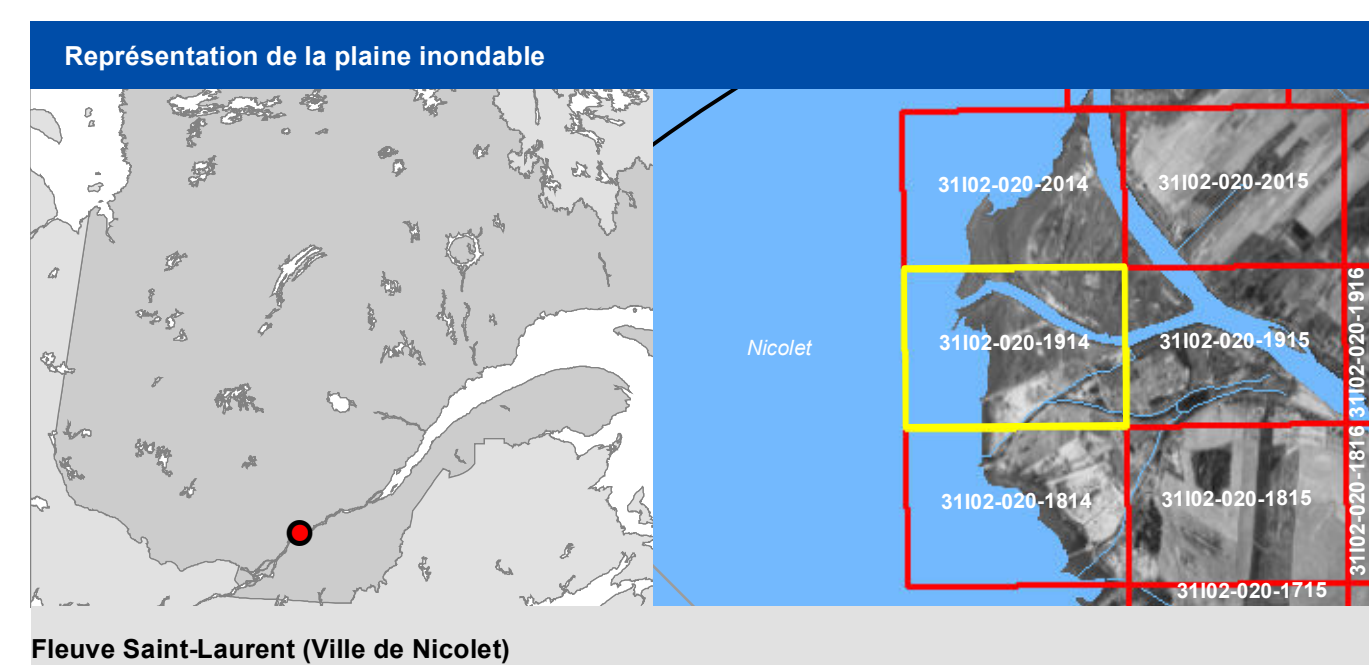 Représentation de la plaine inondable
31I02-020-2014
31I02-020-2015
Nicolet
31I02-020-1914
31I02-020-1915
31I02-020-1916
31I02-020-1814
31I02-020-1815
31I02-020-1816
31I02-020-1715
Fleuve Saint-Laurent (Ville de Nicolet)